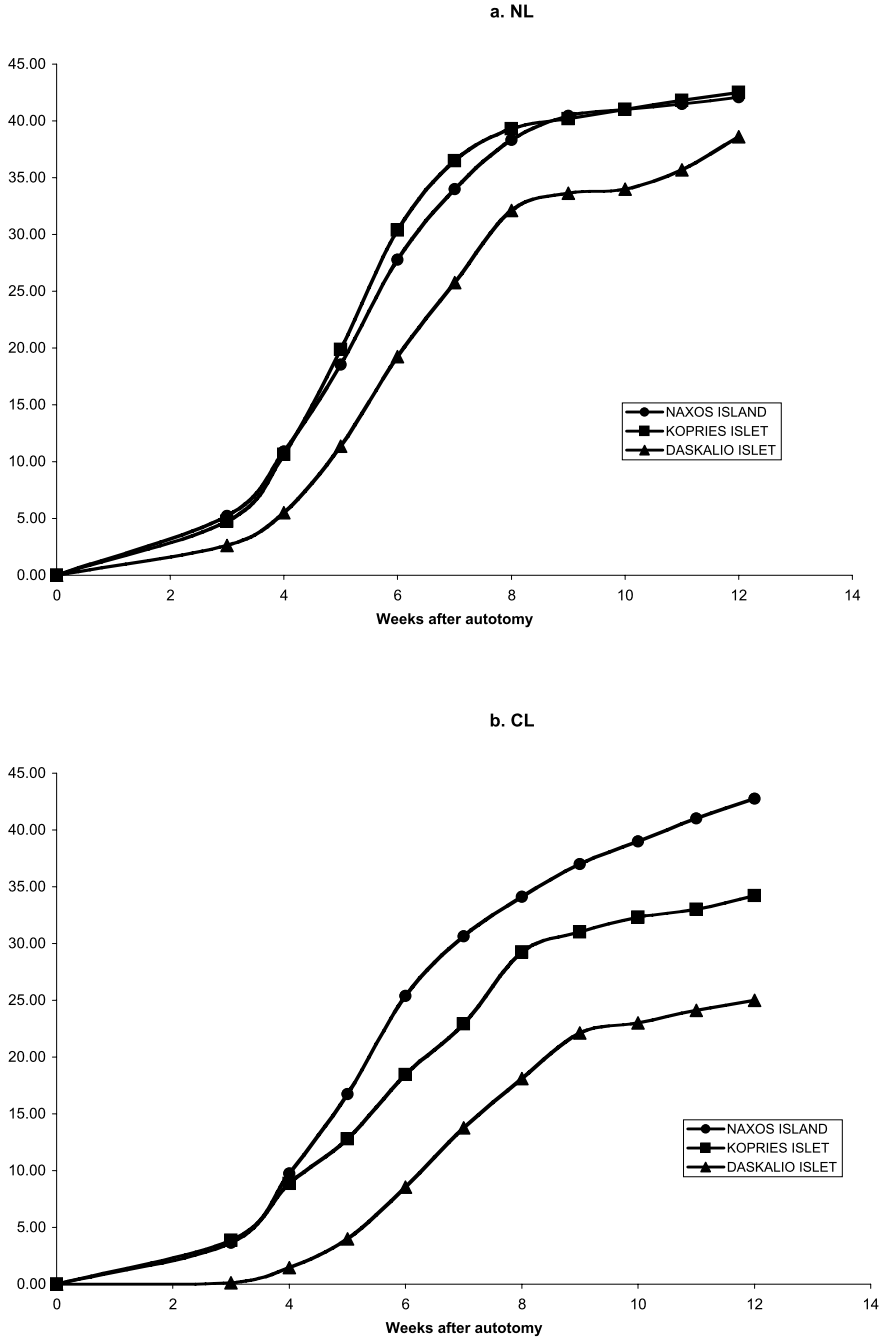 a. NL
45.00
40.00
35.00
30.00
25.00
20.00
15.00
10.00
5.00
0.00
NAXOS ISLAND
KOPRIES ISLET
DASKALIO ISLET
0 2 4 6 8 10 12 14
Weeks after autotomy
b. CL
45.00
40.00
35.00
30.00
25.00
20.00
15.00
10.00
5.00
0.00
NAXOS ISLAND
KOPRIES ISLET
DASKALIO ISLET
0 2 4 6 8 10 12 14
Weeks after autotomy